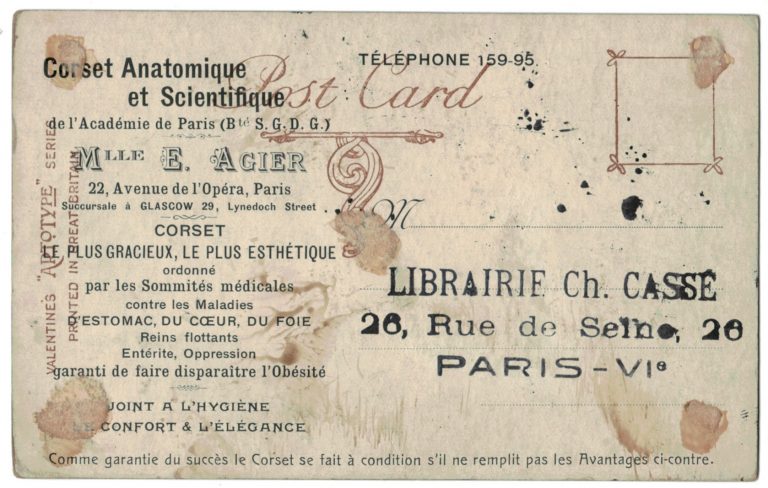 TÉLÉPHONE 159-95
Post Card
Corset Anatomique
et Scientifique
de l'Académie de Paris (Bté S. G. D. G.)
MLLE E. AGIER
22, Avenue de l'Opéra, Paris
Succursale à GLASCOW 29, Lynedoch Street
CORSET
LE PLUS GRACIEUX, LE PLUS ESTHÉTIQUE
ordonné
par les Sommités médicales
contre les Maladies
D'ESTOMAC, DU CŒUR, DU FOIE
Reins flottants
Entérite, Oppression
garanti de faire disparaître l'Obésité
JOINT A L'HYGIÈNE
LE CONFORT & L'ÉLÉGANCE
Comme garantie du succès le Corset se fait à condition s'il ne remplit pas les Avantages ci-contre.
VALENTINE'S "ARTOTYPE" SERIES
PRINTED IN GREAT BRITAIN
M
LIBRAIRIE Ch. CASSÉ
26, Rue de Seine, 26
PARIS-VIe